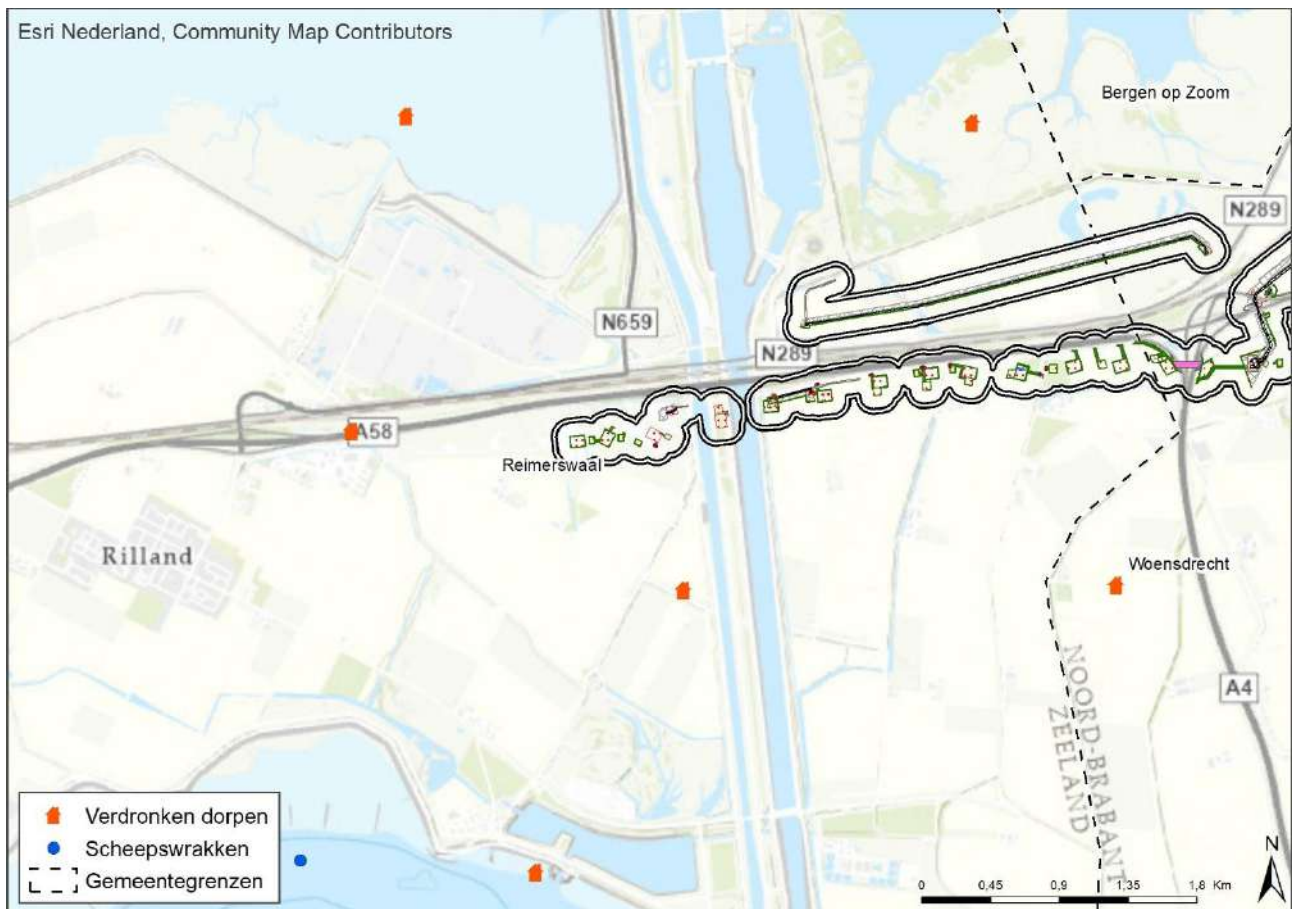 Esri Nederland, Community Map Contributors
Bergen op Zoom
N289
N659
N289
A58
Reimerswaal
Rilland
Woensdrecht
NOORD-BRABANT
ZEELAND
A4
Verdronken dorpen
Scheepswrakken
Gemeentegrenzen
N
0 0,45 0,9 1,35 1,8 Km